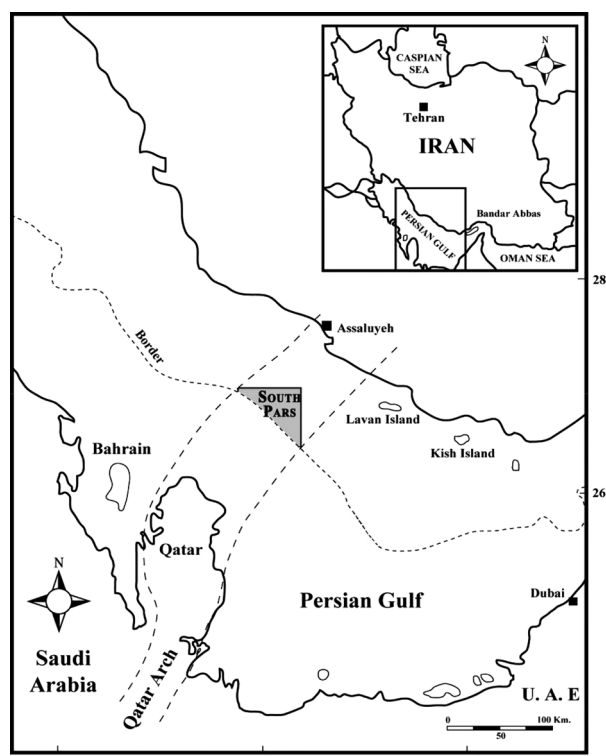 N
CASPIAN
SEA
Tehran
IRAN
PERSIAN GULF
Bandar Abbas
OMAN SEA
28
Assaluyeh
Border
SOUTH
PARS
Lavan Island
Kish Island
Bahrain
26
Qatar
N
Dubai
Persian Gulf
Saudi
Arabia
Qatar Arch
U. A. E
0
100 Km.
50